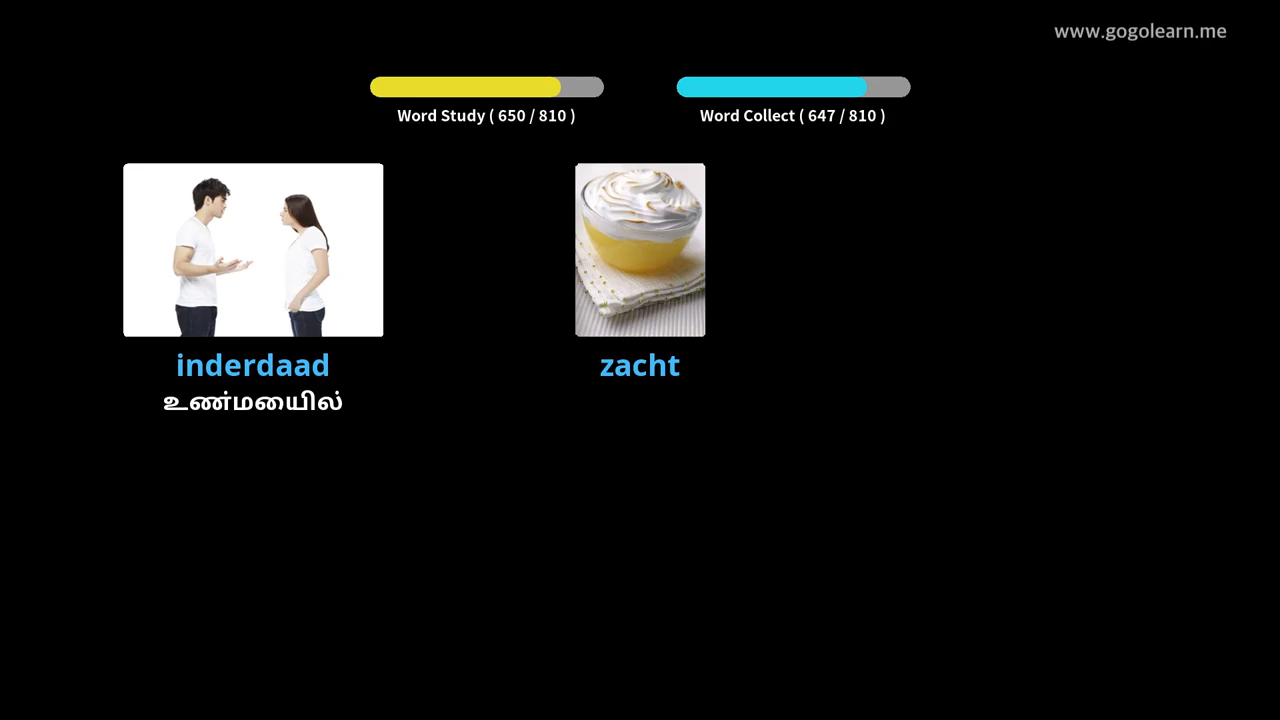 www.gogolearn.me
Word Study ( 650 / 810 )
Word Collect ( 647 / 810 )
inderdaad
zacht
உண்மையில்